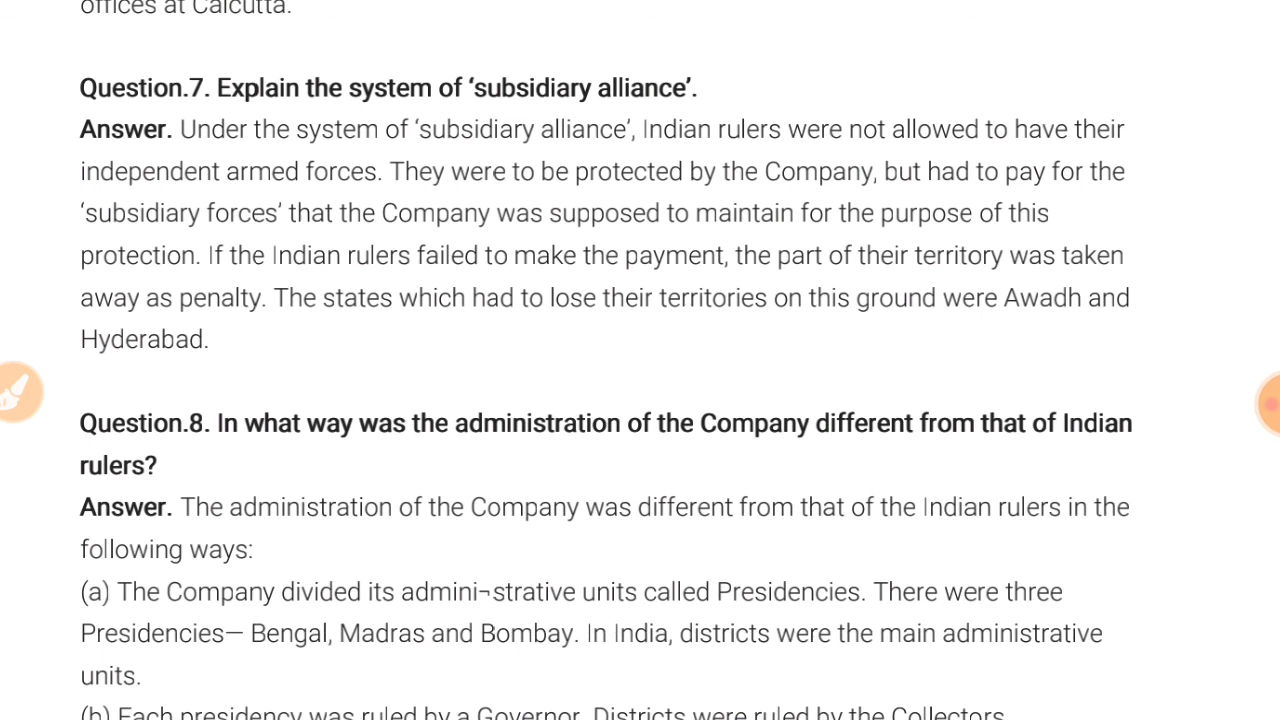 offices at Calcutta.
Question.7. Explain the system of ‘subsidiary alliance’.
Answer. Under the system of ‘subsidiary alliance’, Indian rulers were not allowed to have their
independent armed forces. They were to be protected by the Company, but had to pay for the
‘subsidiary forces’ that the Company was supposed to maintain for the purpose of this
protection. If the Indian rulers failed to make the payment, the part of their territory was taken
away as penalty. The states which had to lose their territories on this ground were Awadh and
Hyderabad.
Question.8. In what way was the administration of the Company different from that of Indian
rulers?
Answer. The administration of the Company was different from that of the Indian rulers in the
following ways:
(a) The Company divided its admini¬strative units called Presidencies. There were three
Presidencies— Bengal, Madras and Bombay. In India, districts were the main administrative
units.
(b) Each presidency was ruled by a Governor. Districts were ruled by the Collectors.